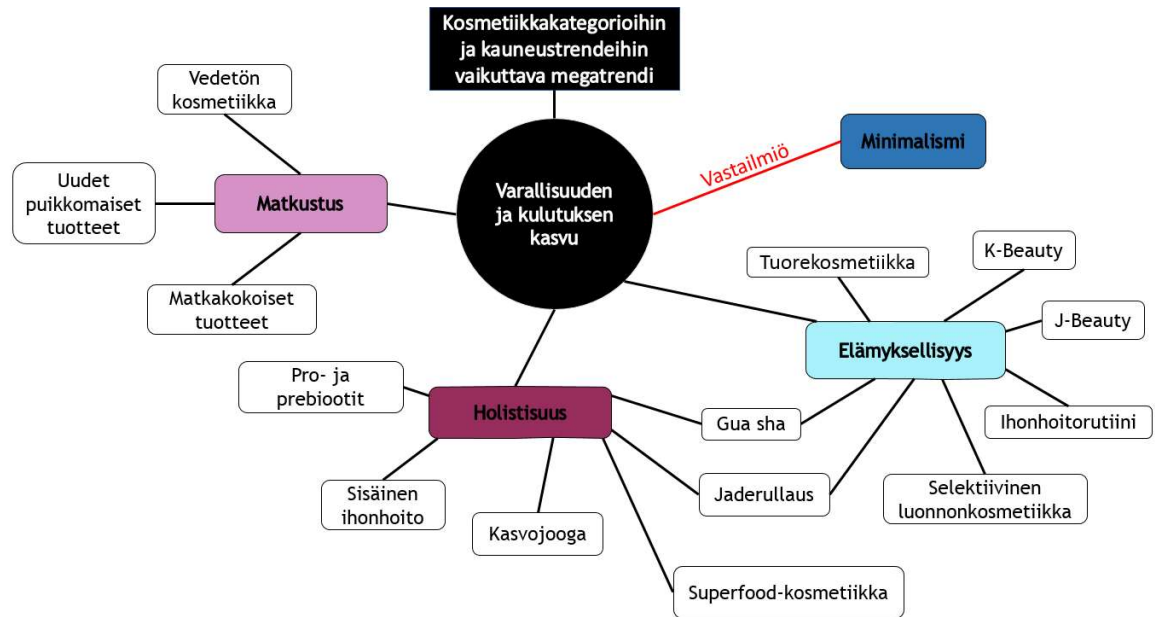 Kosmetiikkakategorioihin
ja kauneustrendeihin
vaikuttava megatrendi
Vedetön
kosmetiikka
Uudet
puikkomaiset
tuotteet
Matkustus
Matkakokoiset
tuotteet
Varallisuuden
ja kulutuksen
kasvu
Vastailmiö
Minimalismi
Tuorekosmetiikka
K-Beauty
J-Beauty
Elämyksellisyys
Ihonhoitorutiini
Selektiivinen
luonnonkosmetiikka
Pro- ja
prebiootit
Holistisuus
Gua sha
Jaderullaus
Sisäinen
ihonhoito
Kasvojooga
Superfood-kosmetiikka